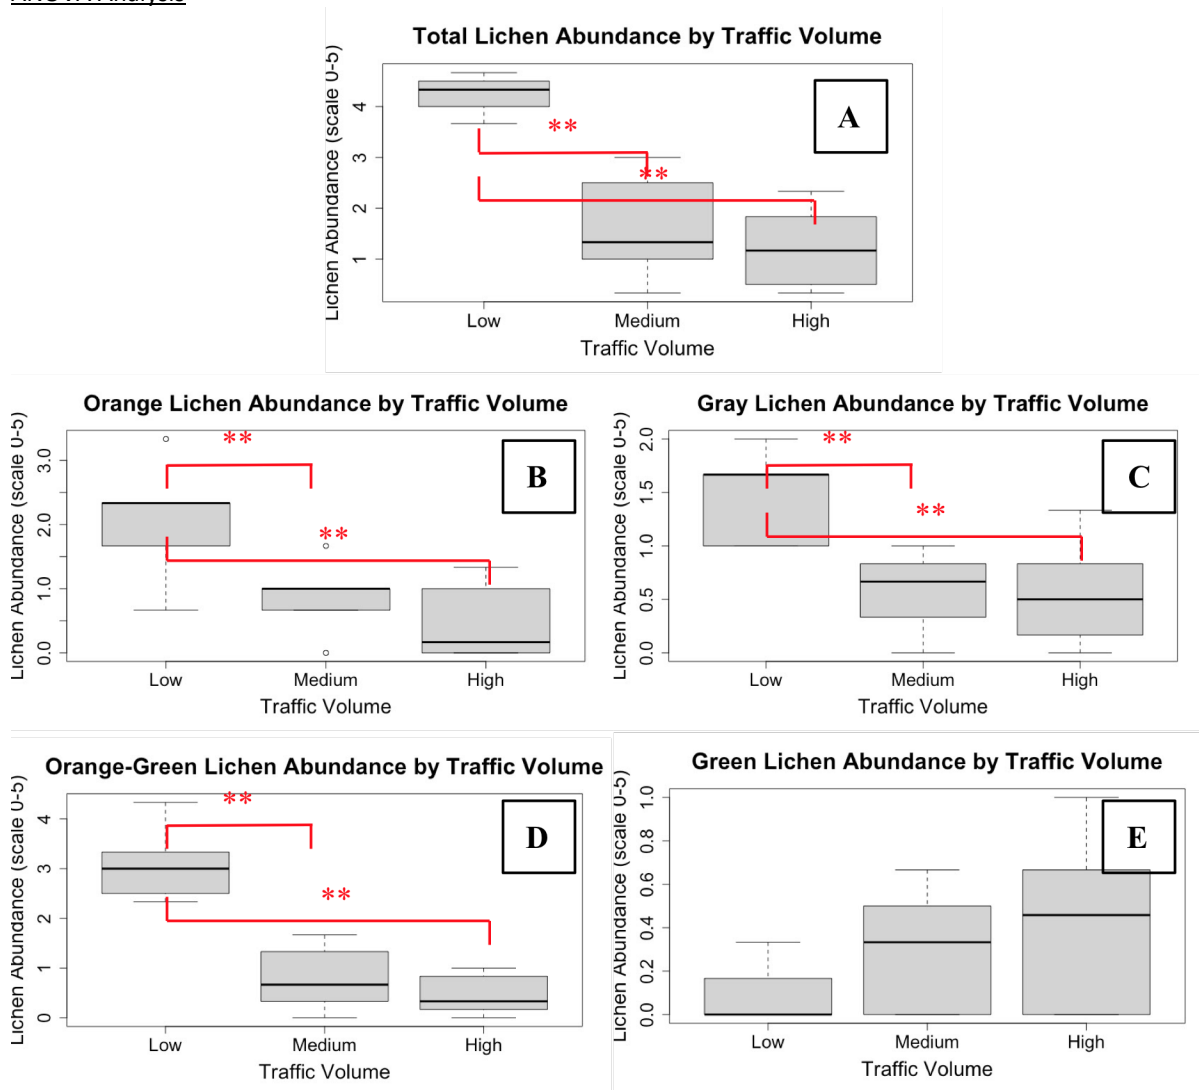 ANOVA Analysis
Total Lichen Abundance by Traffic Volume
Lichen Abundance (scale 0-5)
4
3
2
1
**
**
A
Low Medium High
Traffic Volume
Orange Lichen Abundance by Traffic Volume
Lichen Abundance (scale 0-5)
3.0
2.0
1.0
0.0
**
**
B
Low Medium High
Traffic Volume
Gray Lichen Abundance by Traffic Volume
Lichen Abundance (scale 0-5)
2.0
1.5
1.0
0.5
0.0
**
**
C
Low Medium High
Traffic Volume
Orange-Green Lichen Abundance by Traffic Volume
Lichen Abundance (scale 0-5)
4
3
2
1
0
**
**
D
Low Medium High
Traffic Volume
Green Lichen Abundance by Traffic Volume
Lichen Abundance (scale 0-5)
1.0
0.8
0.6
0.4
0.2
0.0
E
Low Medium High
Traffic Volume